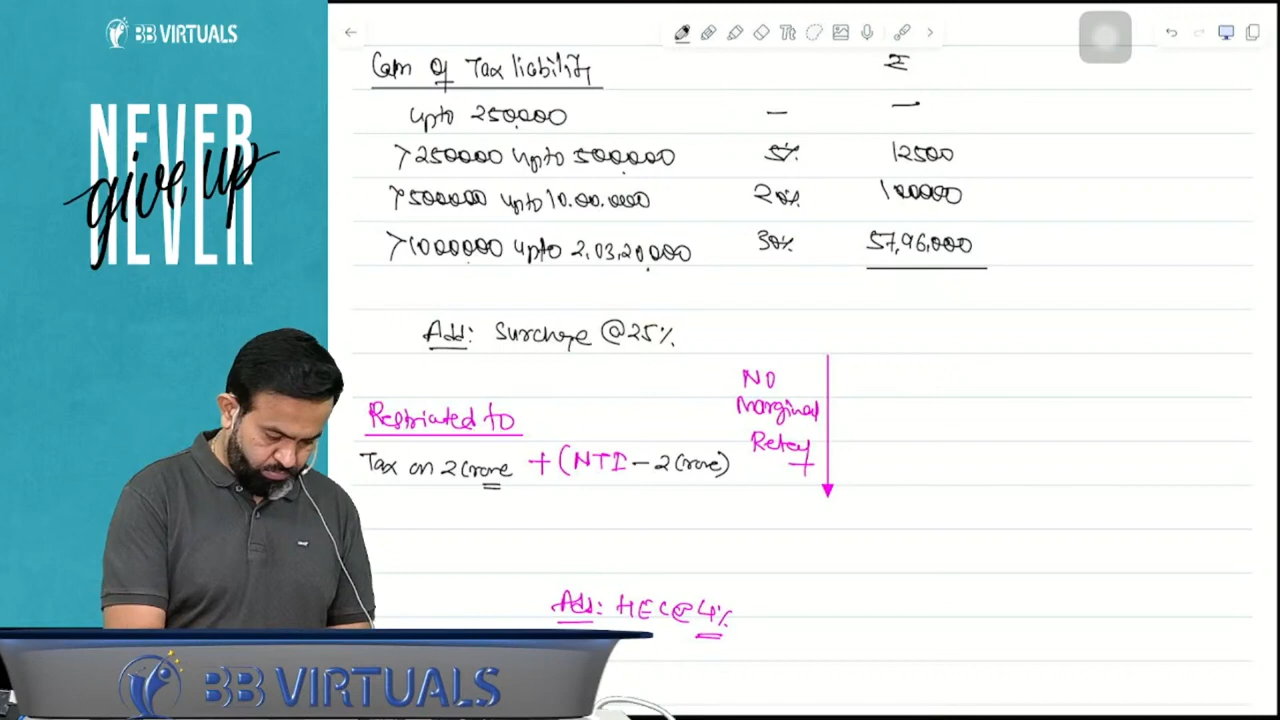 BB VIRTUALS
NEVER
give up
NEVER
Com of Tax liability ₹
upto 250000 — —
>250000 upto 500000 5% 12500
>500000 upto 10.00.000 20% 100000
>1000000 upto 2,03,20,000 30% 57,96,000
Add: Surcharge @25%
NO
Marginal
Relief
Restricted to
Tax on 2 Crore + (NTI - 2 Crore)
Add: HEC@4%
BB VIRTUALS